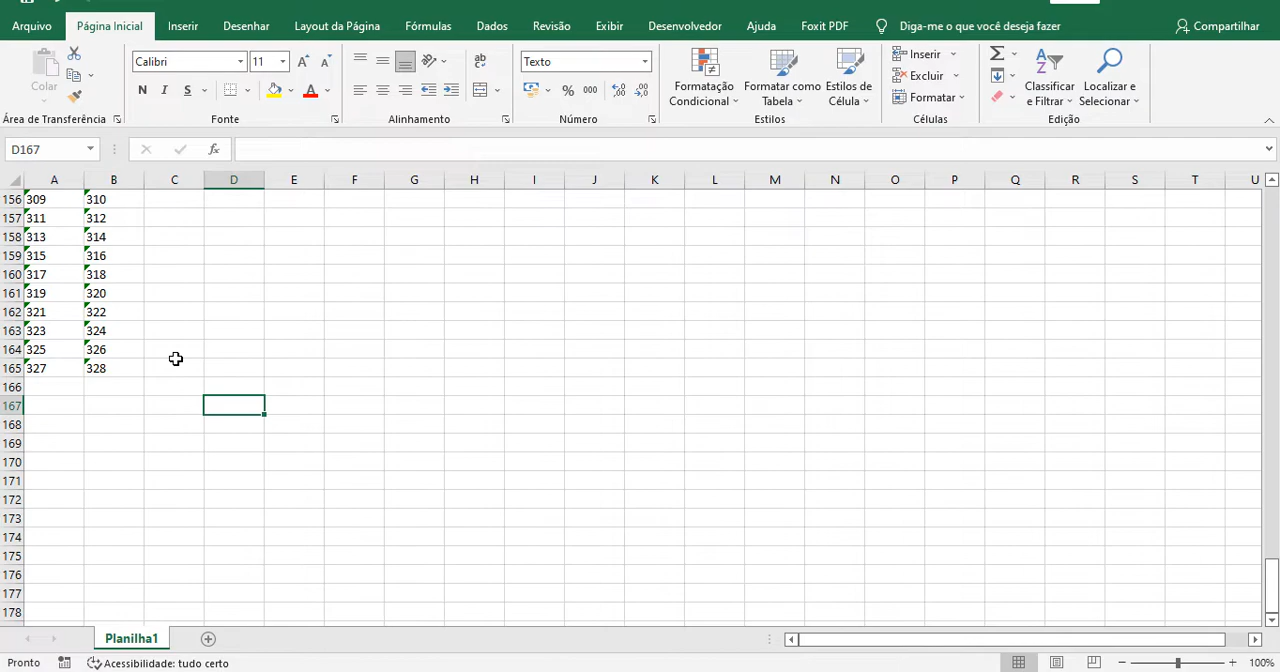 Arquivo Página Inicial Inserir Desenhar Layout da Página Fórmulas Dados Revisão Exibir Desenvolvedor Ajuda Foxit PDF Diga-me o que você deseja fazer Compartilhar
Colar
Calibri 11
N I S A
ab
Texto
% 000
Formatação Condicional
Formatar como Tabela
Estilos de Célula
Inserir
Excluir
Formatar
Classificar e Filtrar
Localizar e Selecionar
Área de Transferência Fonte Alinhamento Número Estilos Células Edição
D167 fx
A B C D E F G H I J K L M N O P Q R S T U
156 309 310
157 311 312
158 313 314
159 315 316
160 317 318
161 319 320
162 321 322
163 323 324
164 325 326
165 327 328
166
167
168
169
170
171
172
173
174
175
176
177
178
Planilha1
Pronto Acessibilidade: tudo certo 100%